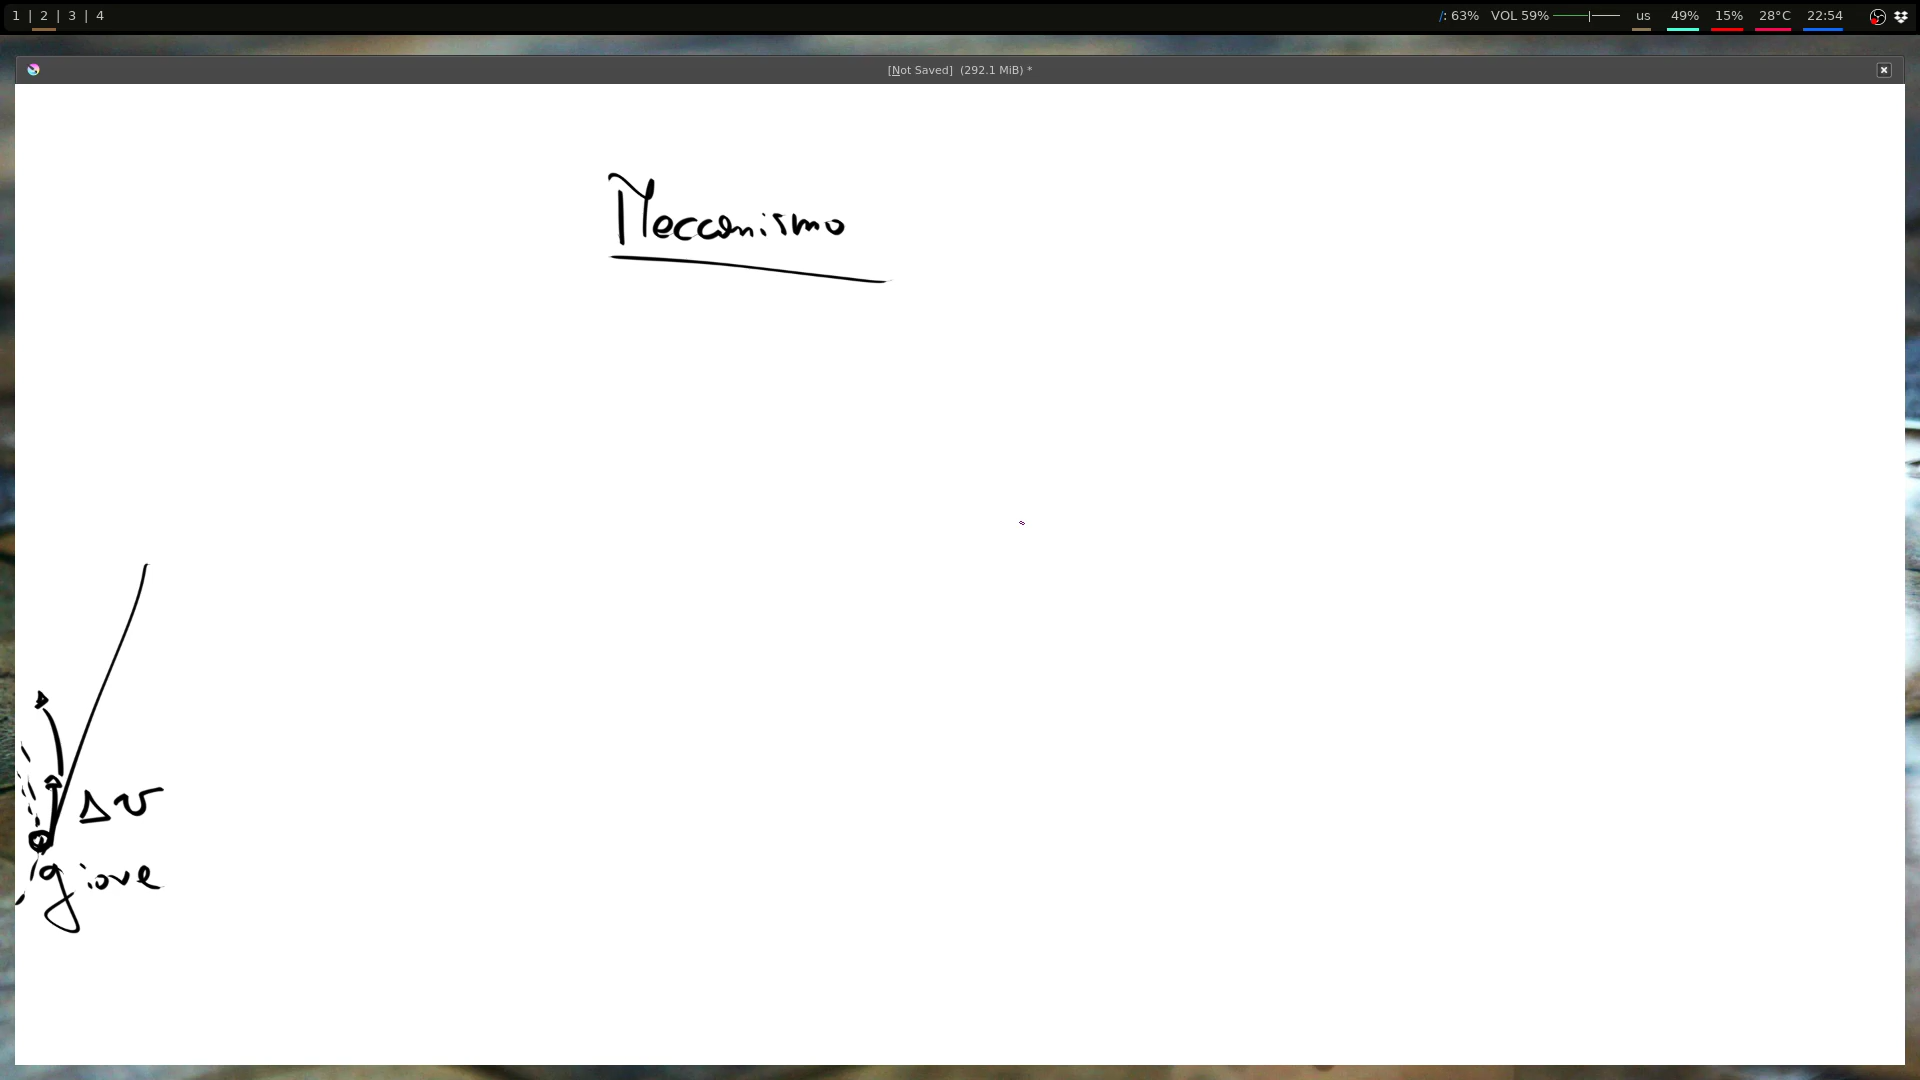 1 | 2 | 3 | 4 /: 63% VOL 59% us 49% 15% 28°C 22:54
[Not Saved] (292.1 MiB) *
Meccanismo
Δv
giove